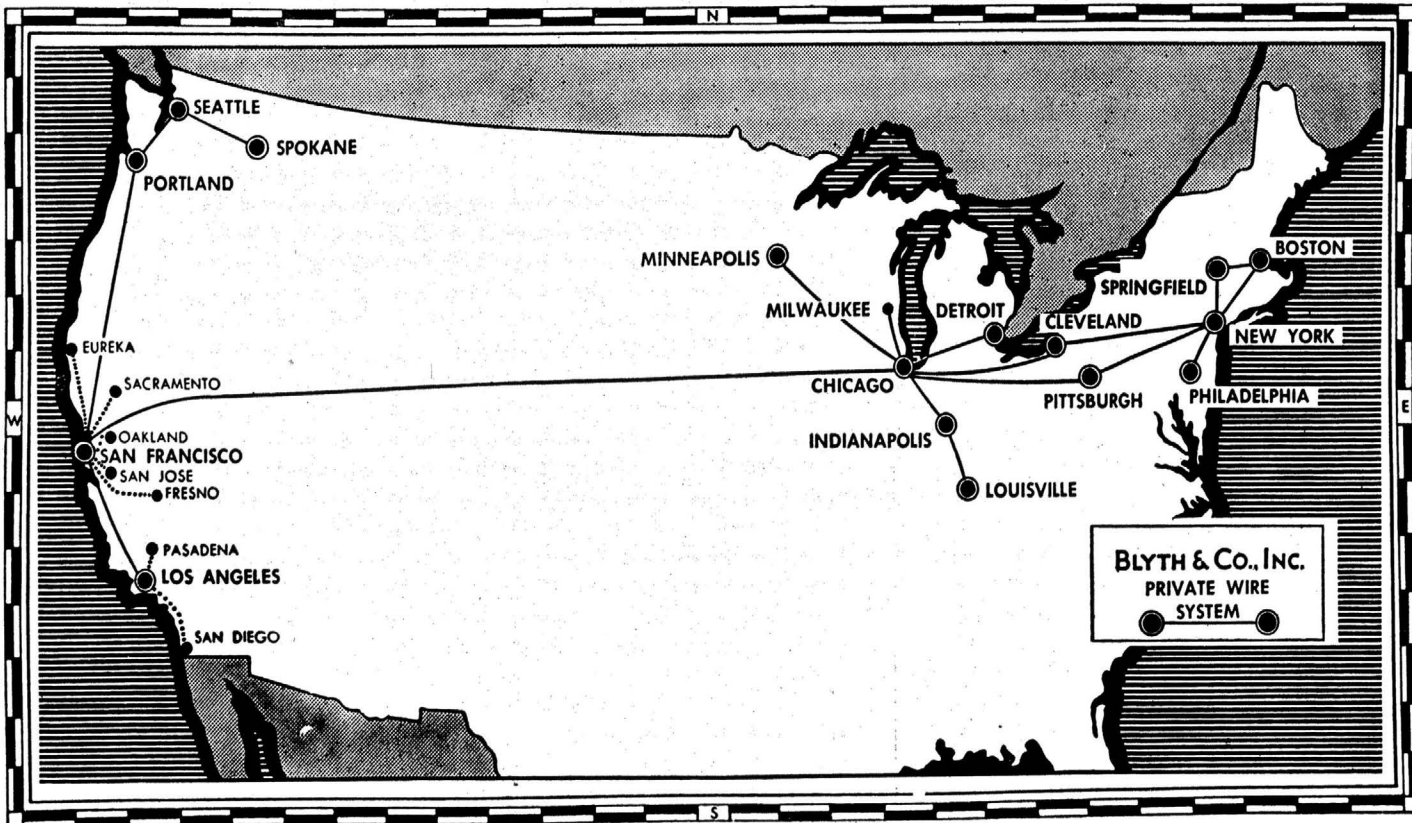 N
SEATTLE
SPOKANE
PORTLAND
MINNEAPOLIS
BOSTON
SPRINGFIELD
MILWAUKEE
DETROIT
CLEVELAND
NEW YORK
EUREKA
SACRAMENTO
CHICAGO
PITTSBURGH
PHILADELPHIA
W
E
OAKLAND
INDIANAPOLIS
SAN FRANCISCO
SAN JOSE
FRESNO
LOUISVILLE
PASADENA
LOS ANGELES
SAN DIEGO
BLYTH & CO., INC.
PRIVATE WIRE
SYSTEM
S